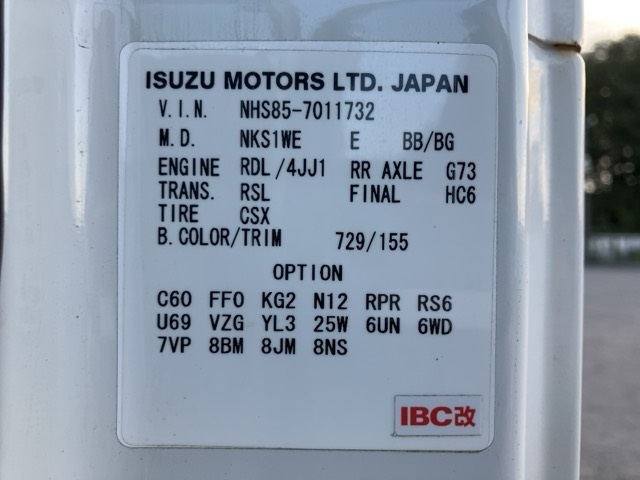 ISUZU MOTORS LTD. JAPAN
V.I.N. NHS85-7011732
M.D. NKS1WE E BB/BG
ENGINE RDL/4JJ1 RR AXLE G73
TRANS. RSL FINAL HC6
TIRE CSX
B.COLOR/TRIM 729/155
OPTION
C60 FF0 KG2 N12 RPR RS6
U69 VZG YL3 25W 6UN 6WD
7VP 8BM 8JM 8NS
IBC改